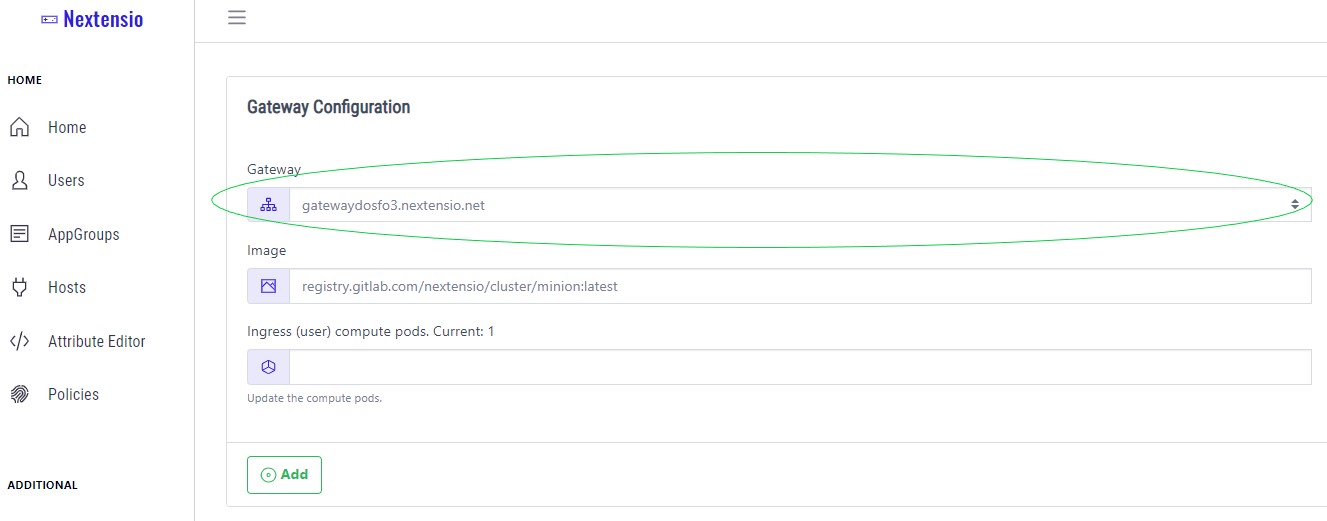 Nextensio
HOME
Home
Users
AppGroups
Hosts
Attribute Editor
Policies
ADDITIONAL
Gateway Configuration
Gateway
gatewaydosfo3.nextensio.net
Image
registry.gitlab.com/nextensio/cluster/minion:latest
Ingress (user) compute pods. Current: 1
Update the compute pods.
Add